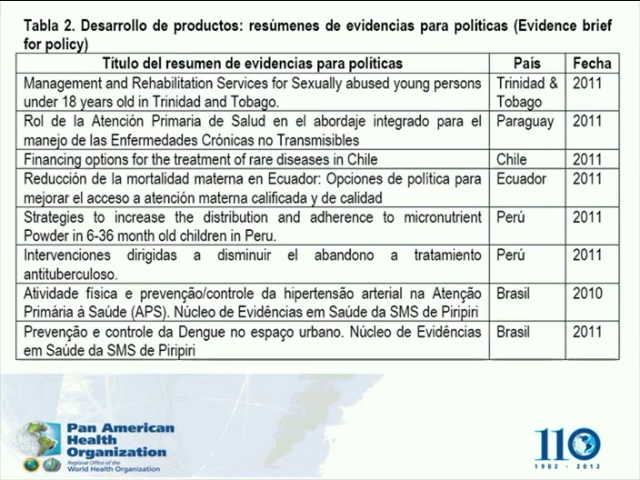 Tabla 2. Desarrollo de productos: resúmenes de evidencias para políticas (Evidence brief
for policy)
Título del resumen de evidencias para políticas País Fecha
Management and Rehabilitation Services for Sexually abused young persons Trinidad & 2011
under 18 years old in Trinidad and Tobago. Tobago
Rol de la Atención Primaria de Salud en el abordaje integrado para el Paraguay 2011
manejo de las Enfermedades Crónicas no Transmisibles
Financing options for the treatment of rare diseases in Chile Chile 2011
Reducción de la mortalidad materna en Ecuador: Opciones de política para Ecuador 2011
mejorar el acceso a atención materna calificada y de calidad
Strategies to increase the distribution and adherence to micronutrient Perú 2011
Powder in 6-36 month old children in Peru.
Intervenciones dirigidas a disminuir el abandono a tratamiento Perú 2011
antituberculoso.
Atividade física e prevenção/controle da hipertensão arterial na Atenção Brasil 2010
Primária à Saúde (APS). Núcleo de Evidências em Saúde da SMS de Piripiri
Prevenção e controle da Dengue no espaço urbano. Núcleo de Evidências Brasil 2011
em Saúde da SMS de Piripiri
Pan American
Health
Organization
Regional Office of the
World Health Organization
110
1902 - 2012